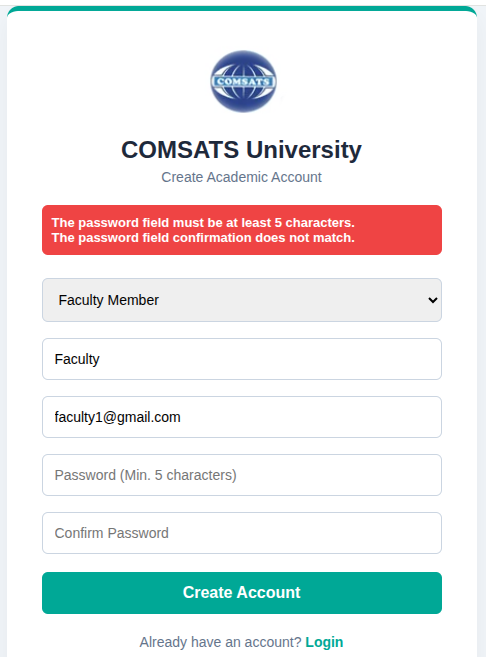 COMSATS
COMSATS University
Create Academic Account
The password field must be at least 5 characters.
The password field confirmation does not match.
Faculty Member
Faculty
faculty1@gmail.com
Password (Min. 5 characters)
Confirm Password
Create Account
Already have an account? Login